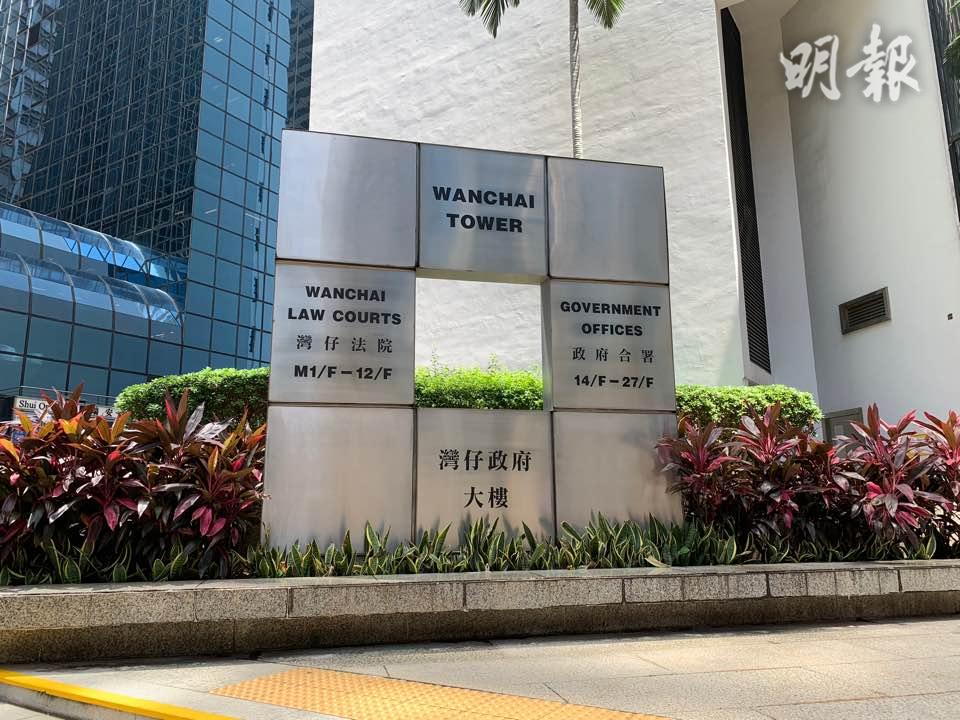 明報
WANCHAI
TOWER
WANCHAI
LAW COURTS
灣仔法院
M1/F－12/F
GOVERNMENT
OFFICES
政府合署
14/F－27/F
灣仔政府
大樓